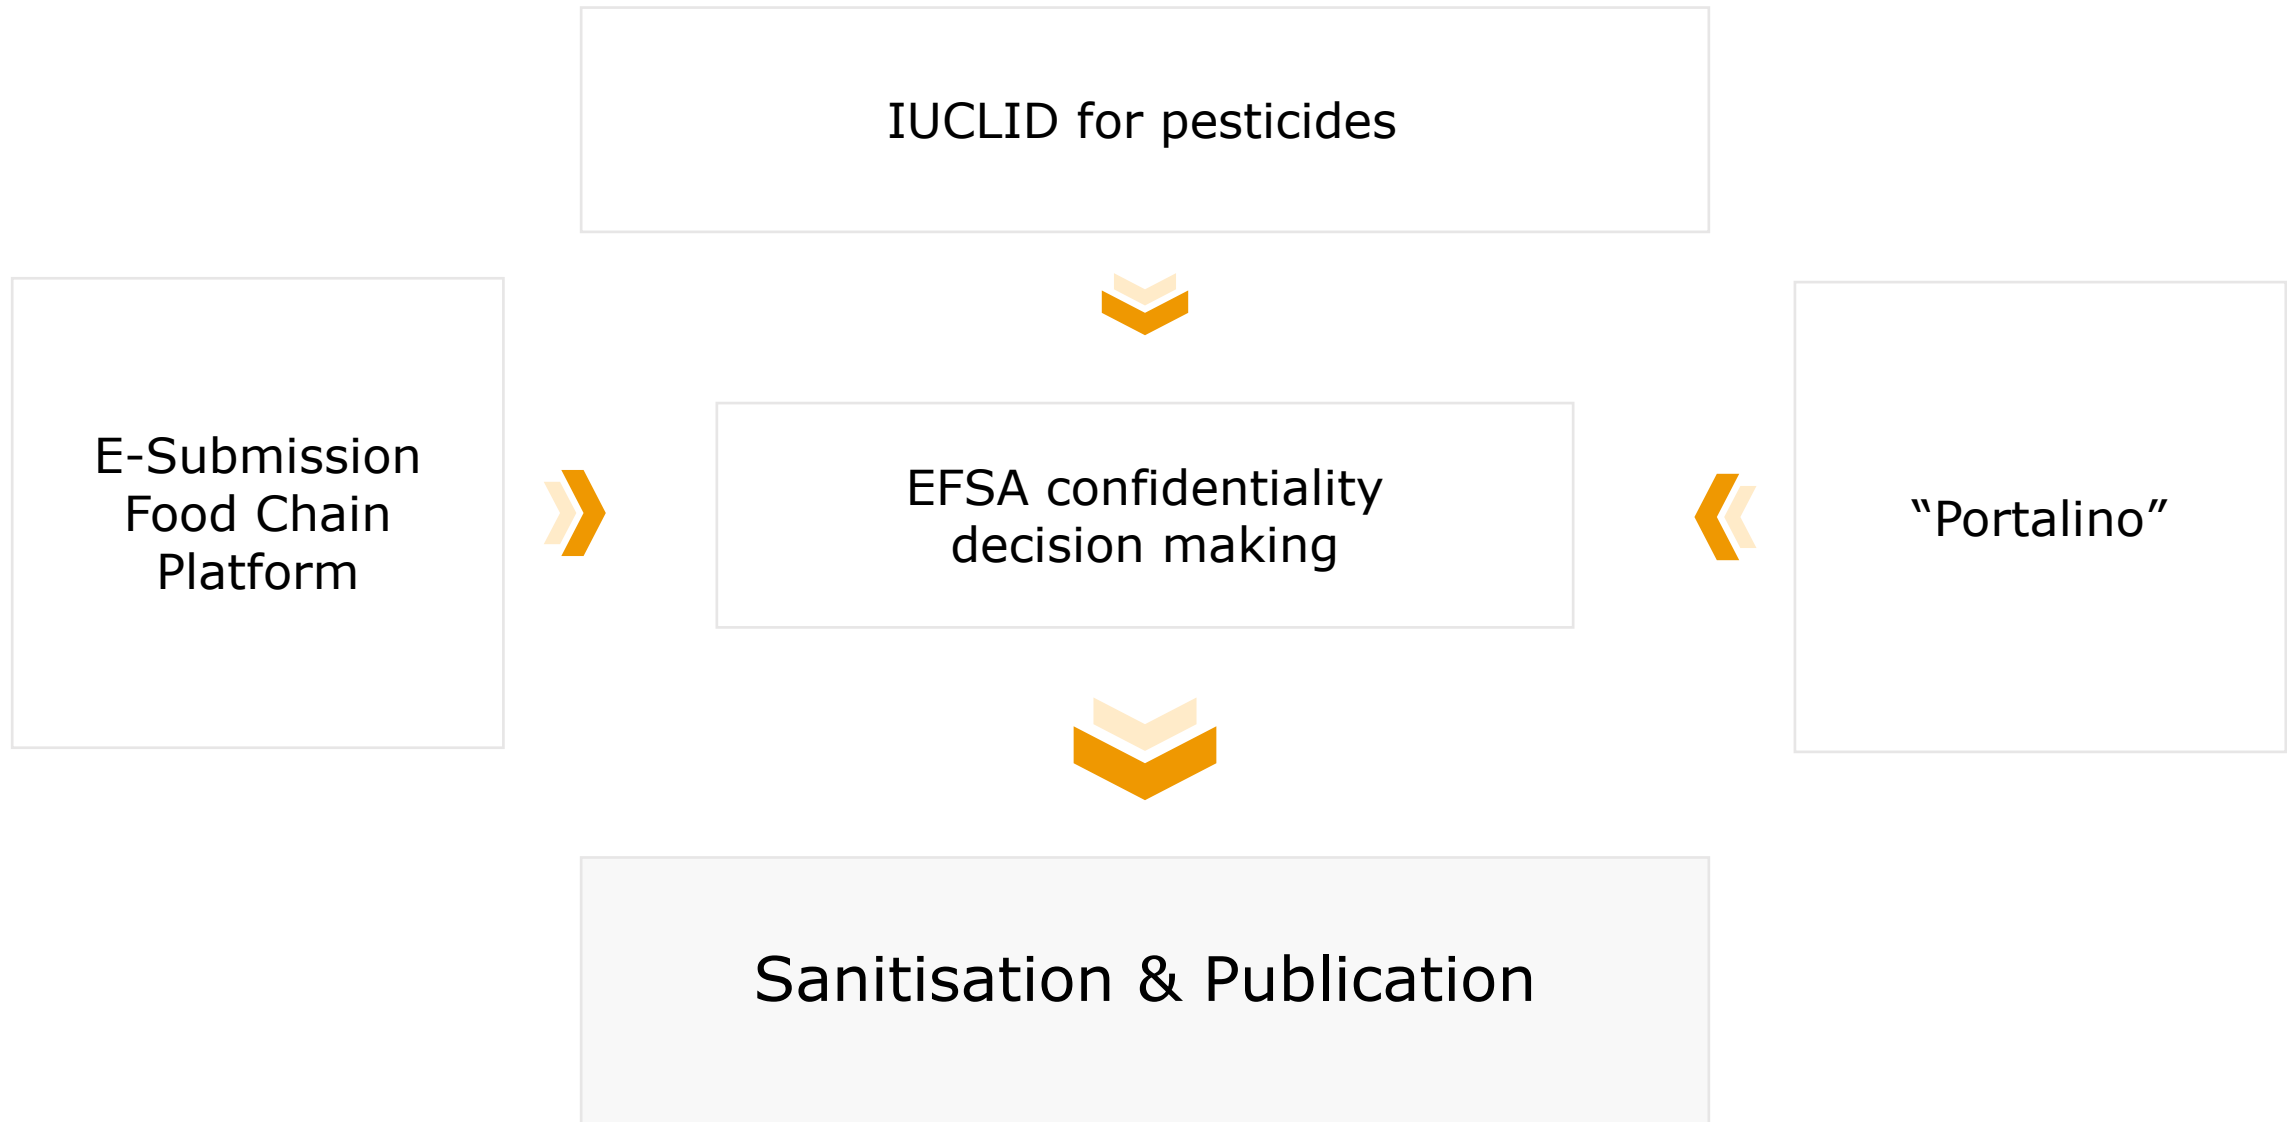 IUCLID for pesticides
E-Submission
Food Chain
Platform
EFSA confidentiality
decision making
“Portalino”
Sanitisation & Publication